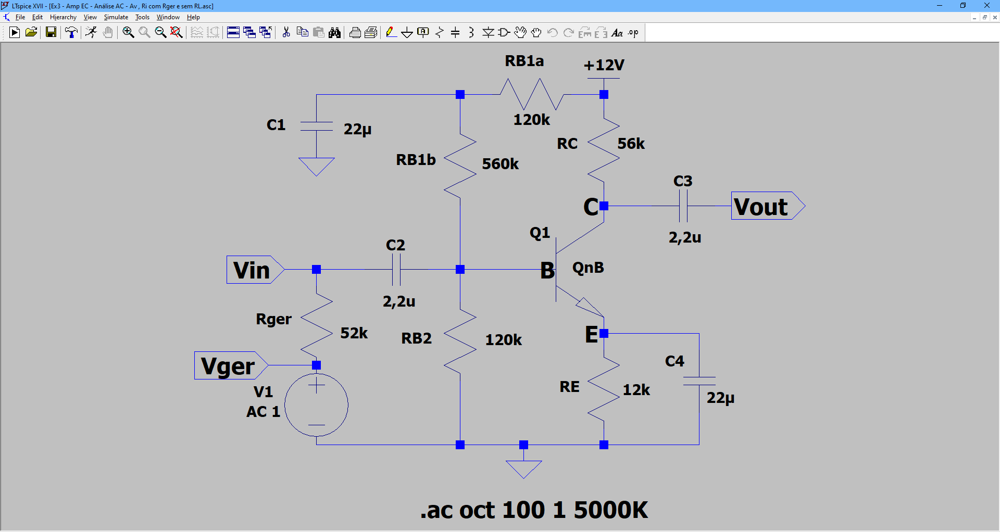 LTspice XVII - [Ex3 - Amp EC - Análise AC - Av , Ri com Rger e sem RL.asc]
File Edit Hierarchy View Simulate Tools Window Help
RB1a
+12V
120k
C1
22µ
RC
56k
RB1b
560k
C3
C
Vout
Q1
2,2u
C2
Vin
B
QnB
2,2u
Rger
52k
RB2
120k
E
Vger
C4
V1
AC 1
RE
12k
22µ
.ac oct 100 1 5000K